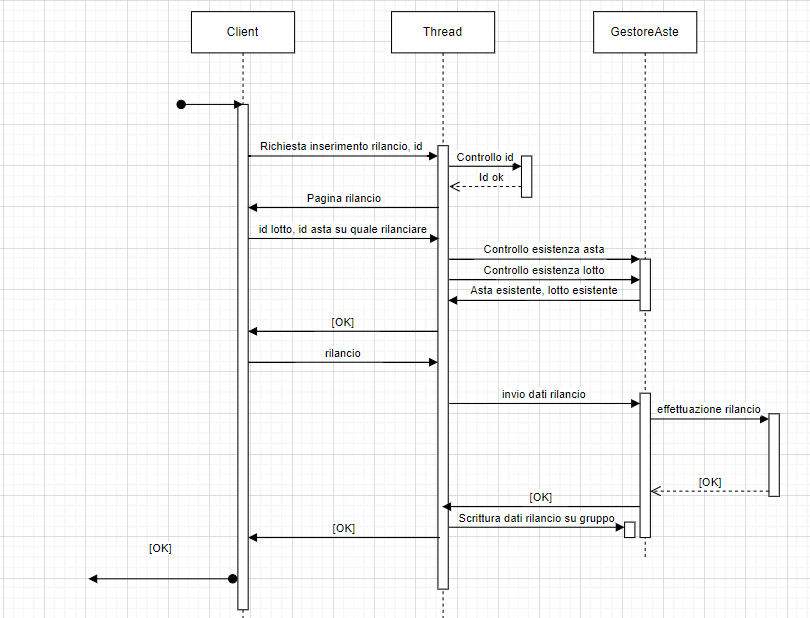 Client
Thread
GestoreAste
Richiesta inserimento rilancio, id
Controllo id
Id ok
Pagina rilancio
id lotto, id asta su quale rilanciare
Controllo esistenza asta
Controllo esistenza lotto
Asta esistente, lotto esistente
[OK]
rilancio
invio dati rilancio
effettuazione rilancio
[OK]
[OK]
Scrittura dati rilancio su gruppo
[OK]
[OK]